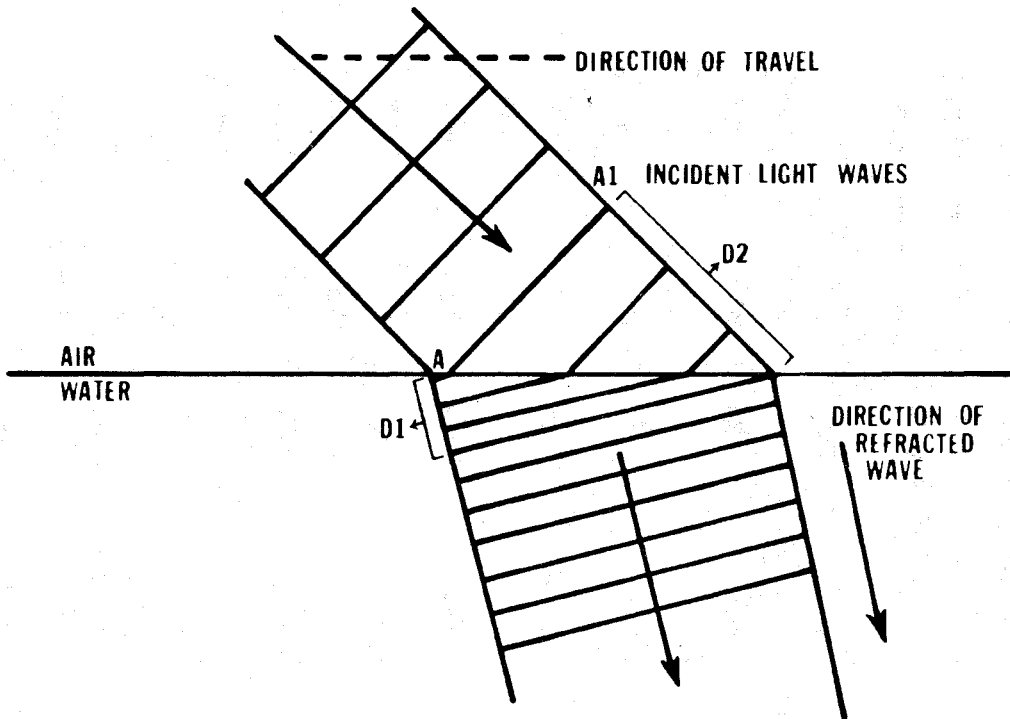 DIRECTION OF TRAVEL
A1 INCIDENT LIGHT WAVES
D2
AIR
A
WATER
D1
DIRECTION OF
REFRACTED
WAVE